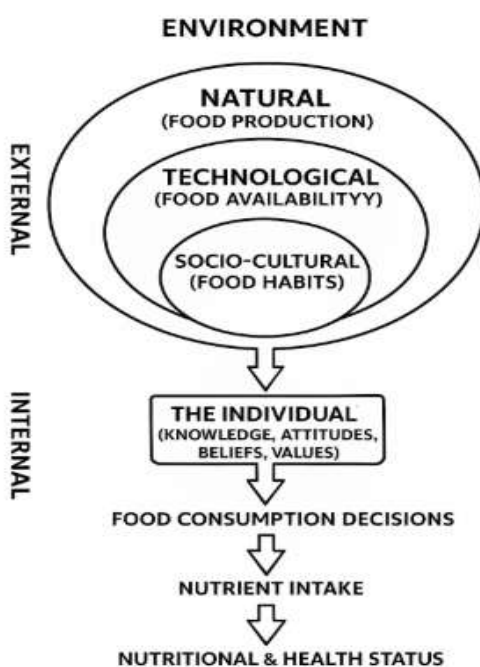 ENVIRONMENT
NATURAL
(FOOD PRODUCTION)
TECHNOLOGICAL
(FOOD AVAILABILITYY)
SOCIO-CULTURAL
(FOOD HABITS)
EXTERNAL
THE INDIVIDUAL
(KNOWLEDGE, ATTITUDES,
BELIEFS, VALUES)
INTERNAL
FOOD CONSUMPTION DECISIONS
NUTRIENT INTAKE
NUTRITIONAL & HEALTH STATUS